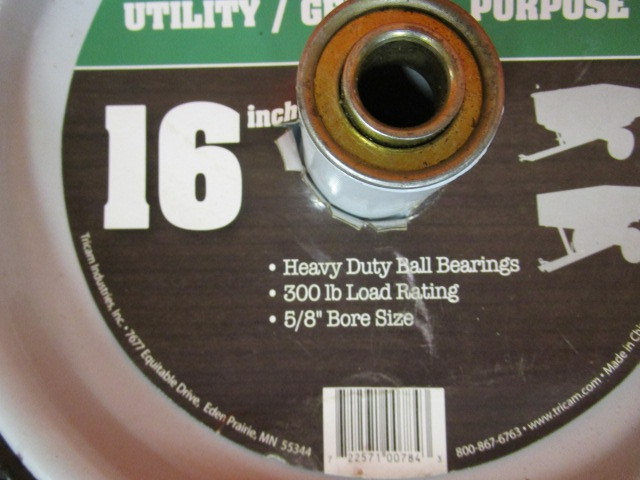 UTILITY / GE PURPOSE
16 inch
• Heavy Duty Ball Bearings
• 300 lb Load Rating
• 5/8" Bore Size
Tricam Industries, Inc. • 7677 Equitable Drive, Eden Prairie, MN 55344
800-867-6763 • www.tricam.com • Made in Ch
7 22571 00784 3